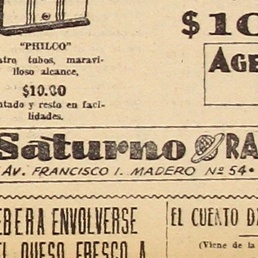 "PHILCO"
atro tubos, maravi-
lloso alcance,
$10.00
ntado y resto en faci-
lidades.
$10
AGE
Saturno RA
AV. FRANCISCO I. MADERO Nº 54•
EBERA ENVOLVERSE
EL QUESO FRESCO A
EL CUENTO D
(Viene de la